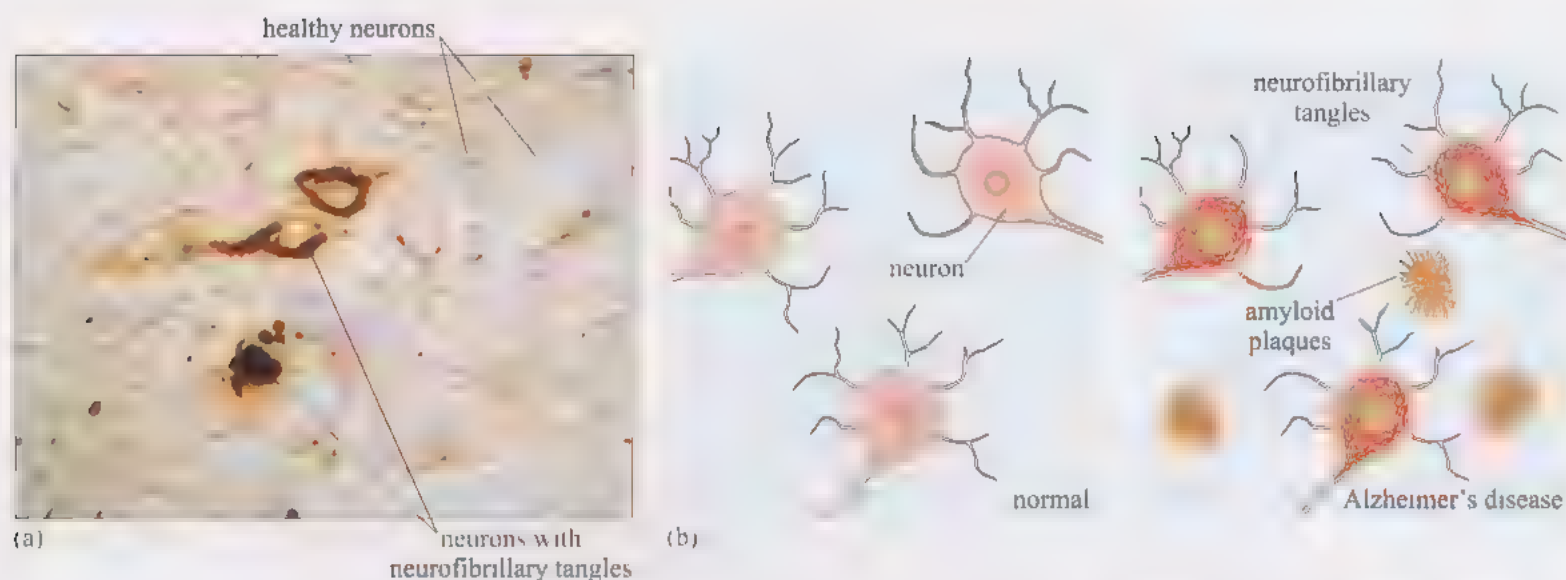 healthy neurons
(a)
neurons with
neurofibrillary tangles
neuron
normal
(b)
neurofibrillary
tangles
amyloid
plaques
Alzheimer's disease